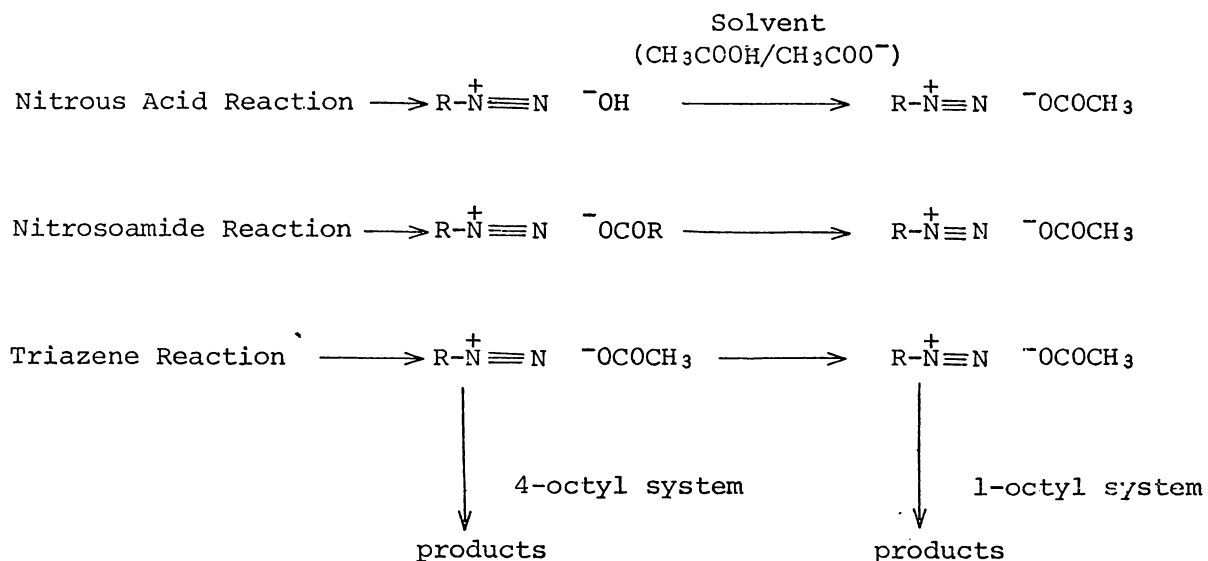 Solvent
(CH₃COOH/CH₃COO⁻)
Nitrous Acid Reaction ⟶ R-N⁺≡N ⁻OH ⟶ R-N⁺≡N ⁻OCOCH₃
Nitrosoamide Reaction ⟶ R-N⁺≡N ⁻OCOR ⟶ R-N⁺≡N ⁻OCOCH₃
Triazene Reaction ⟶ R-N⁺≡N ⁻OCOCH₃ ⟶ R-N⁺≡N ⁻OCOCH₃
4-octyl system 1-octyl system
products products